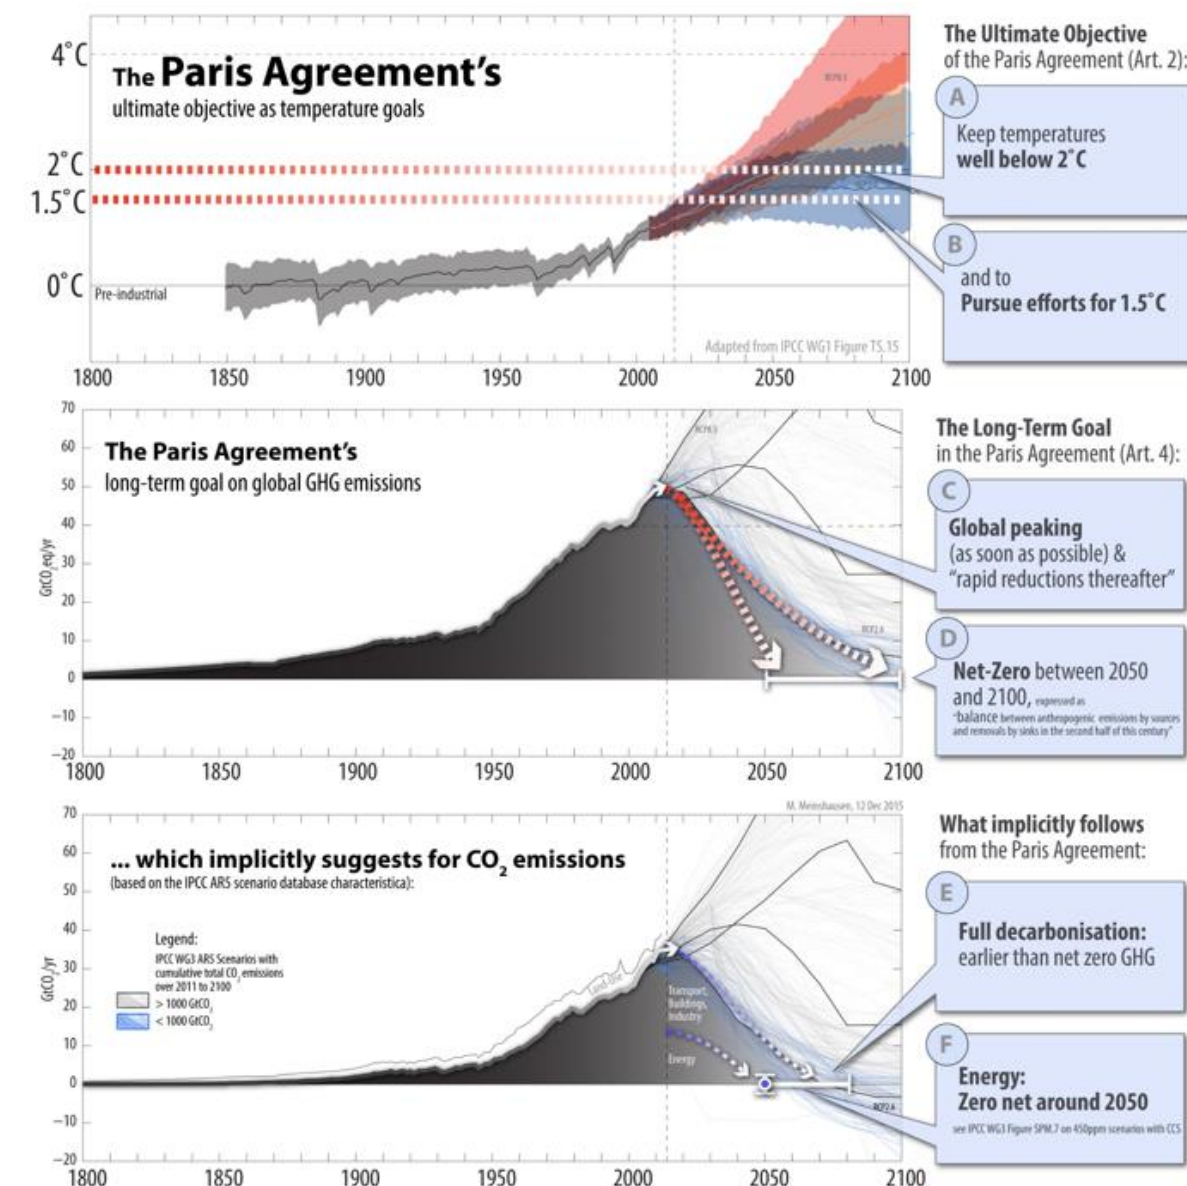 The Paris Agreement's
ultimate objective as temperature goals
4°C
2°C
1.5°C
0°C
Pre-industrial
RCP8.5
Adapted from IPCC WG1 Figure TS.15
1800 1850 1900 1950 2000 2050 2100
The Ultimate Objective
of the Paris Agreement (Art. 2):
A
Keep temperatures
well below 2°C
B
and to
Pursue efforts for 1.5°C
The Paris Agreement's
long-term goal on global GHG emissions
GtCO2eq/yr
70
60
50
40
30
20
10
0
−10
−20
RCP8.5
RCP2.6
1800 1850 1900 1950 2000 2050 2100
The Long-Term Goal
in the Paris Agreement (Art. 4):
C
Global peaking
(as soon as possible) &
"rapid reductions thereafter"
D
Net-Zero between 2050
and 2100, expressed as
"balance between anthropogenic emissions by sources
and removals by sinks in the second half of this century"
M. Meinshausen, 12 Dec 2015
... which implicitly suggests for CO2 emissions
(based on the IPCC AR5 scenario database characteristica):
GtCO2/yr
70
60
50
40
30
20
10
0
−10
−20
Legend:
IPCC WG3 AR5 Scenarios with
cumulative total CO2 emissions
over 2011 to 2100
> 1000 GtCO2
< 1000 GtCO2
Land-Use
Transport,
Buildings,
Industry
Energy
RCP2.6
1800 1850 1900 1950 2000 2050 2100
What implicitly follows
from the Paris Agreement:
E
Full decarbonisation:
earlier than net zero GHG
F
Energy:
Zero net around 2050
see IPCC WG3 Figure SPM.7 on 450ppm scenarios with CCS